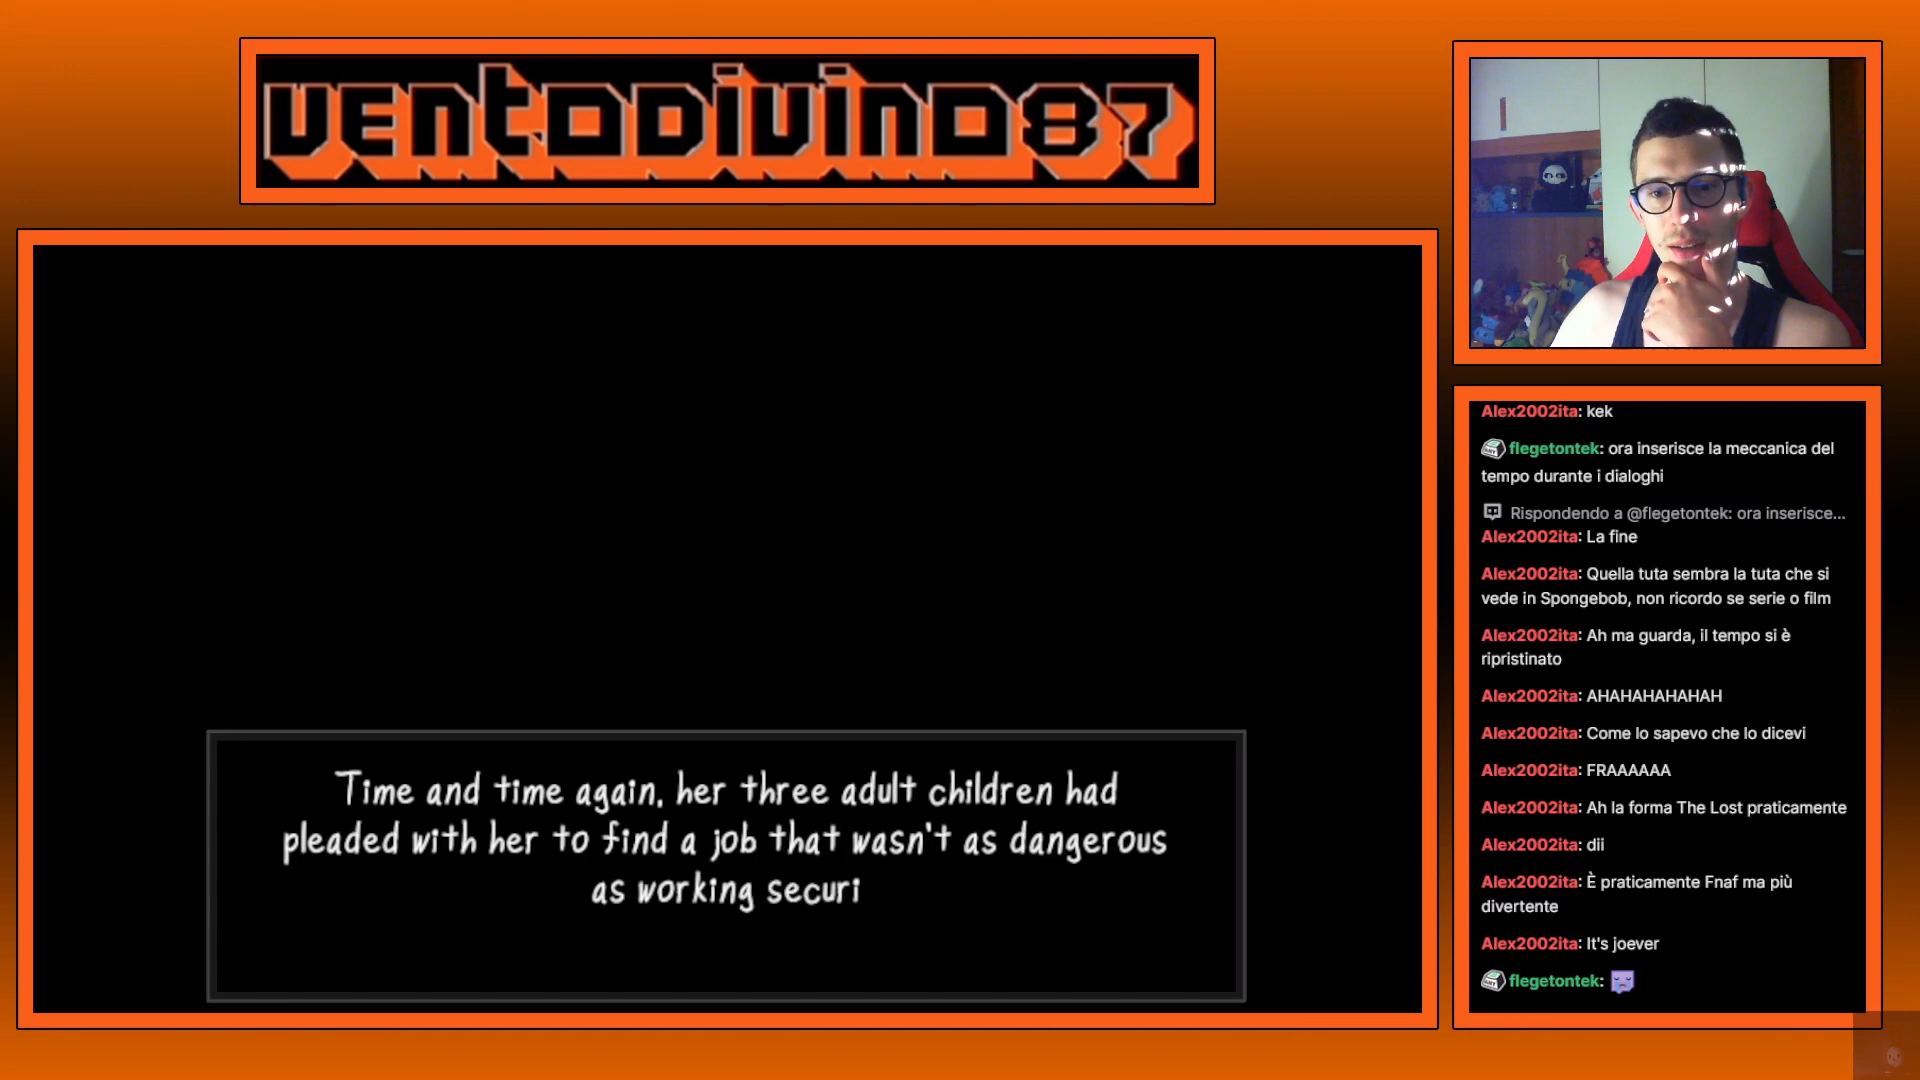 ventodivino87
Time and time again, her three adult children had
pleaded with her to find a job that wasn't as dangerous
as working securi
Alex2002ita: kek
flegetontek: ora inserisce la meccanica del
tempo durante i dialoghi
Rispondendo a @flegetontek: ora inserisce...
Alex2002ita: La fine
Alex2002ita: Quella tuta sembra la tuta che si
vede in Spongebob, non ricordo se serie o film
Alex2002ita: Ah ma guarda, il tempo si è
ripristinato
Alex2002ita: AHAHAHAHAHAH
Alex2002ita: Come lo sapevo che lo dicevi
Alex2002ita: FRAAAAAA
Alex2002ita: Ah la forma The Lost praticamente
Alex2002ita: dii
Alex2002ita: È praticamente Fnaf ma più
divertente
Alex2002ita: It's joever
flegetontek: